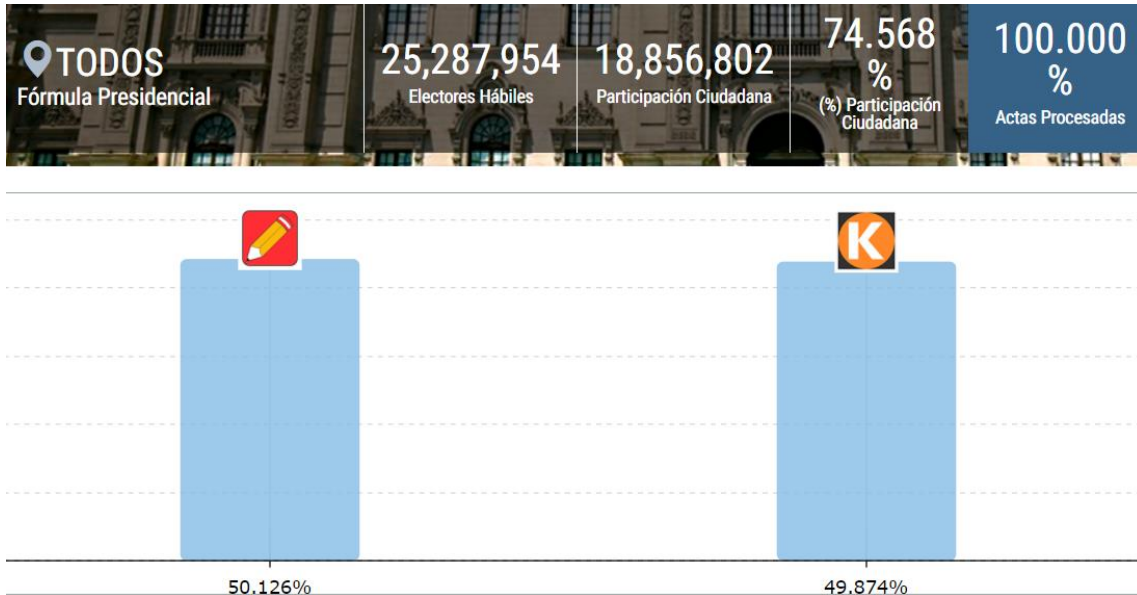 TODOS
Fórmula Presidencial
25,287,954
Electores Hábiles
18,856,802
Participación Ciudadana
74.568
%
(%) Participación
Ciudadana
100.000
%
Actas Procesadas
K
50.126%
49.874%